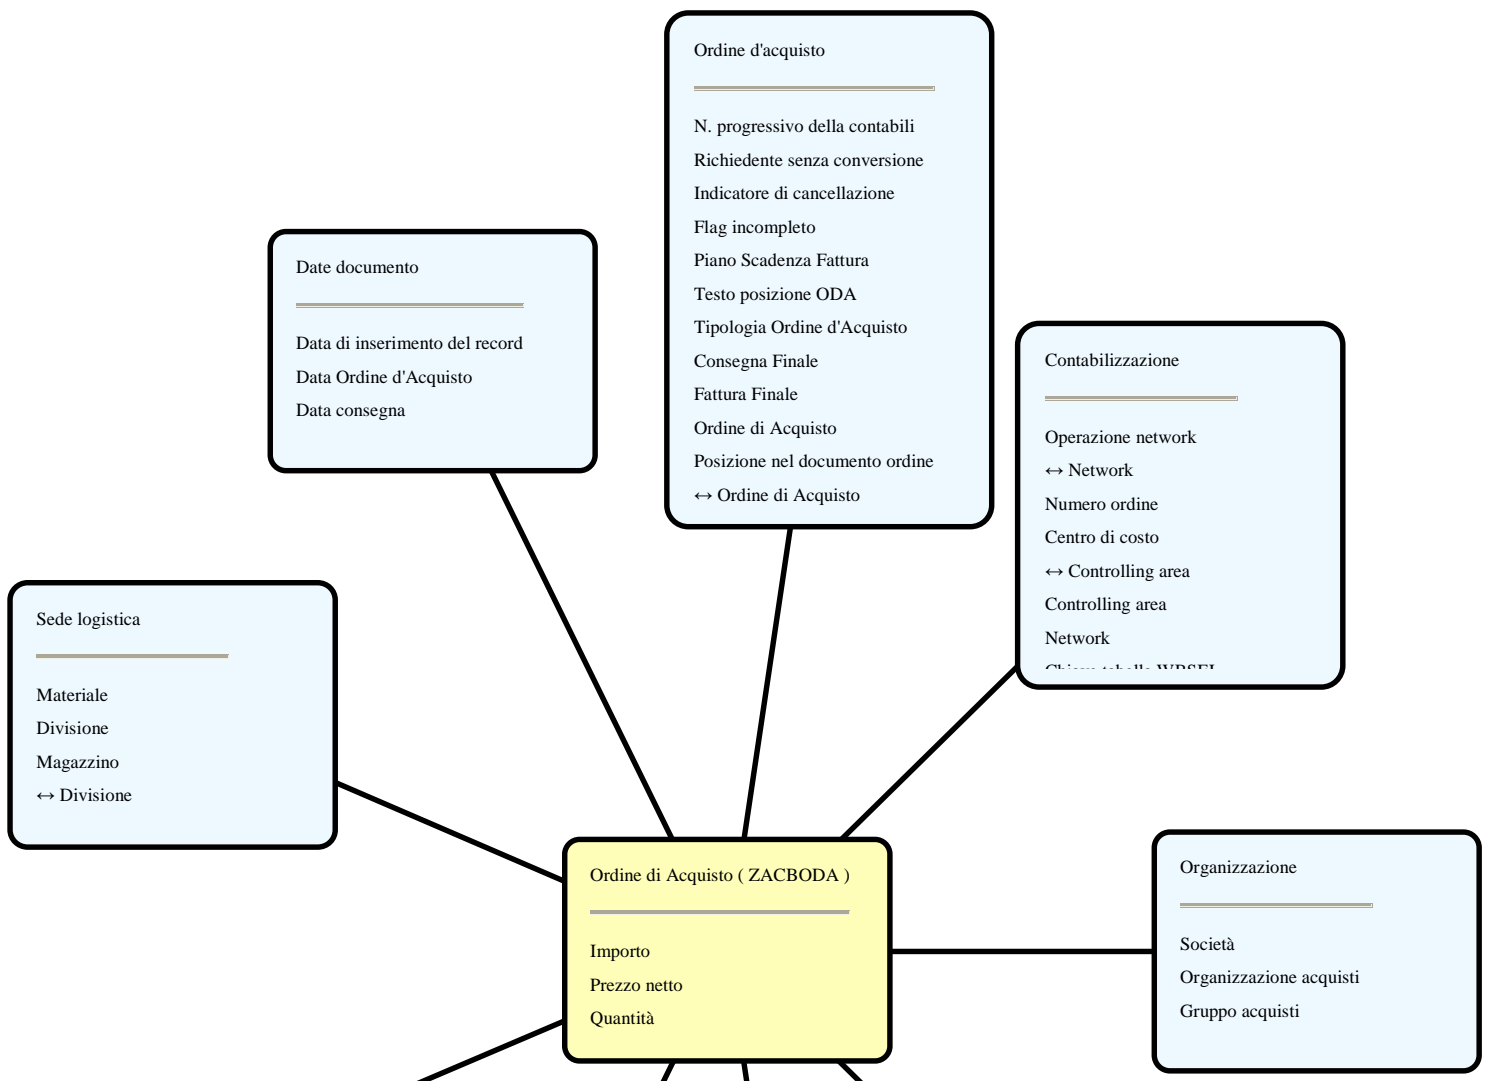 Ordine d'acquisto
N. progressivo della contabili
Richiedente senza conversione
Indicatore di cancellazione
Flag incompleto
Piano Scadenza Fattura
Testo posizione ODA
Tipologia Ordine d'Acquisto
Consegna Finale
Fattura Finale
Ordine di Acquisto
Posizione nel documento ordine
↔ Ordine di Acquisto
Date documento
Data di inserimento del record
Data Ordine d'Acquisto
Data consegna
Contabilizzazione
Operazione network
↔ Network
Numero ordine
Centro di costo
↔ Controlling area
Controlling area
Network
Sede logistica
Materiale
Divisione
Magazzino
↔ Divisione
Ordine di Acquisto ( ZACBODA )
Importo
Prezzo netto
Quantità
Organizzazione
Società
Organizzazione acquisti
Gruppo acquisti